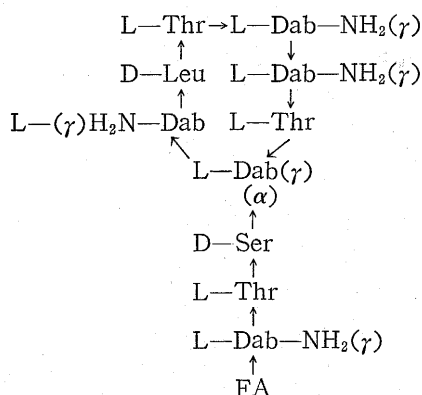 L—Thr→L—Dab—NH₂(γ)
D—Leu L—Dab—NH₂(γ)
L—(γ)H₂N—Dab L—Thr
L—Dab(γ)
(α)
D—Ser
L—Thr
L—Dab—NH₂(γ)
FA